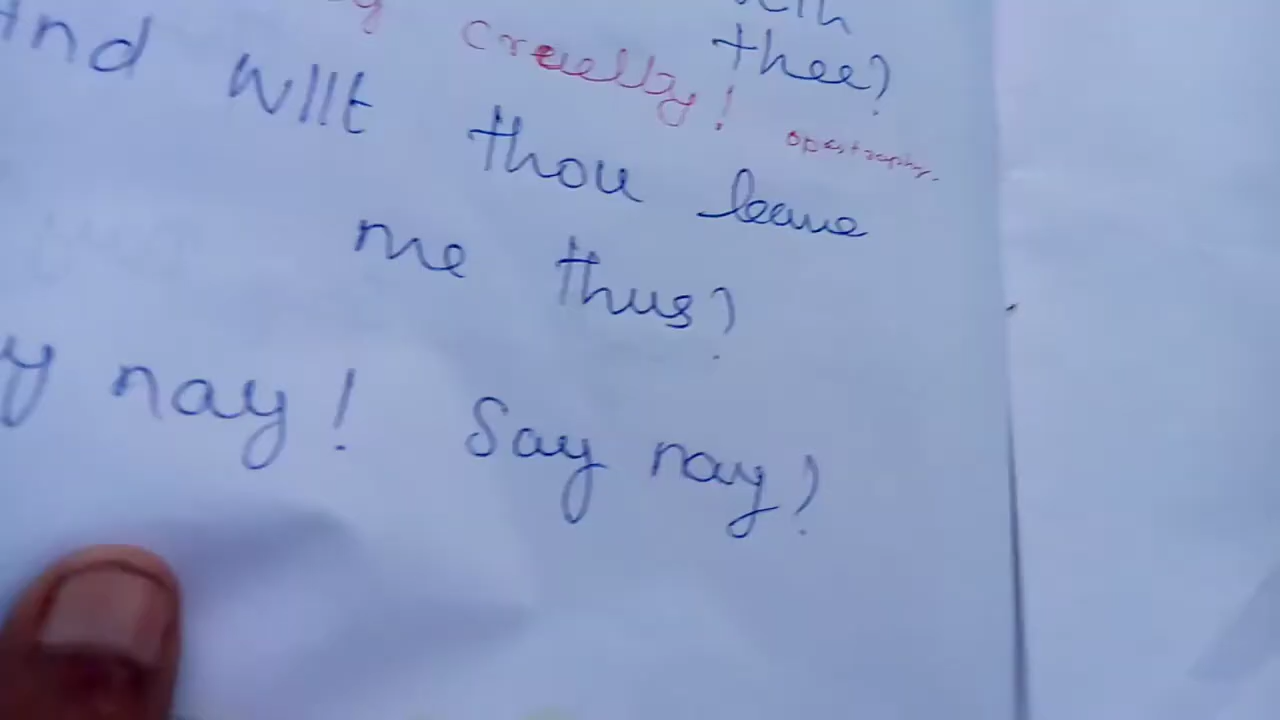 thee?
cruelty!
And wilt thou leave
me thus?
nay! Say nay?